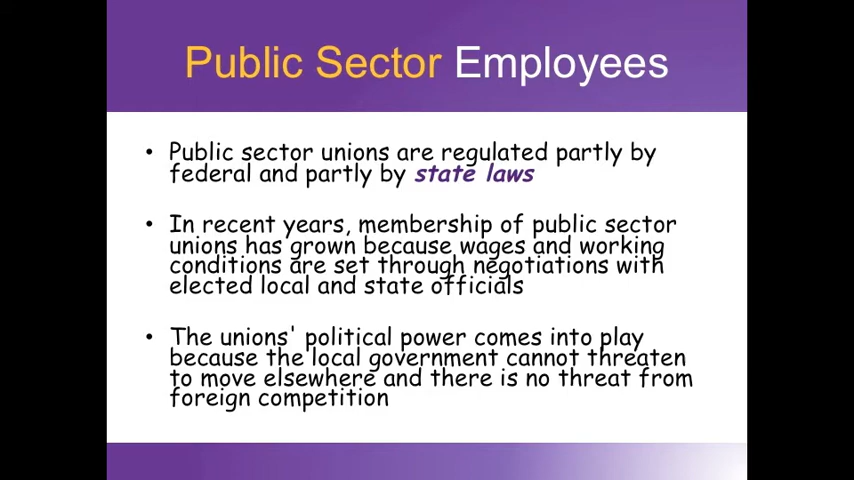 Public Sector Employees
• Public sector unions are regulated partly by
federal and partly by state laws
• In recent years, membership of public sector
unions has grown because wages and working
conditions are set through negotiations with
elected local and state officials
• The unions' political power comes into play
because the local government cannot threaten
to move elsewhere and there is no threat from
foreign competition